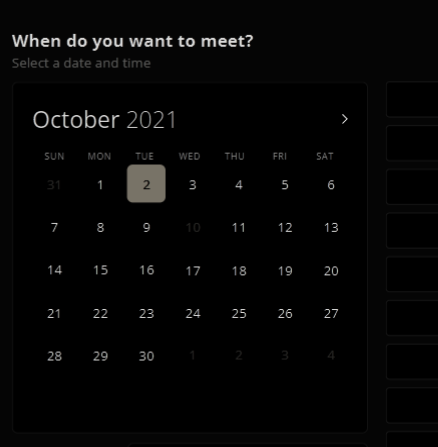 When do you want to meet?
Select a date and time
October 2021
SUN MON TUE WED THU FRI SAT
31 1 2 3 4 5 6
7 8 9 10 11 12 13
14 15 16 17 18 19 20
21 22 23 24 25 26 27
28 29 30 1 2 3 4